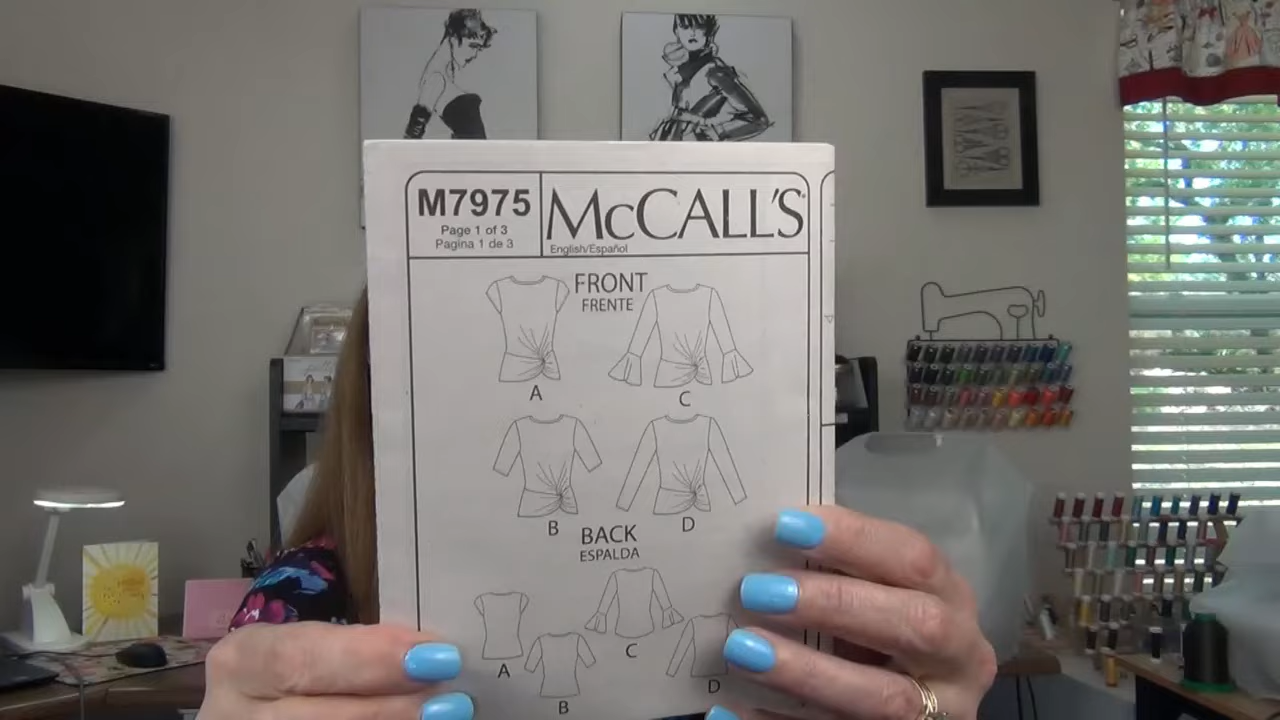 M7975
Page 1 of 3
Pagina 1 de 3
McCALL'S
English/Español
FRONT
FRENTE
A
C
B
D
BACK
ESPALDA
A
B
C
D